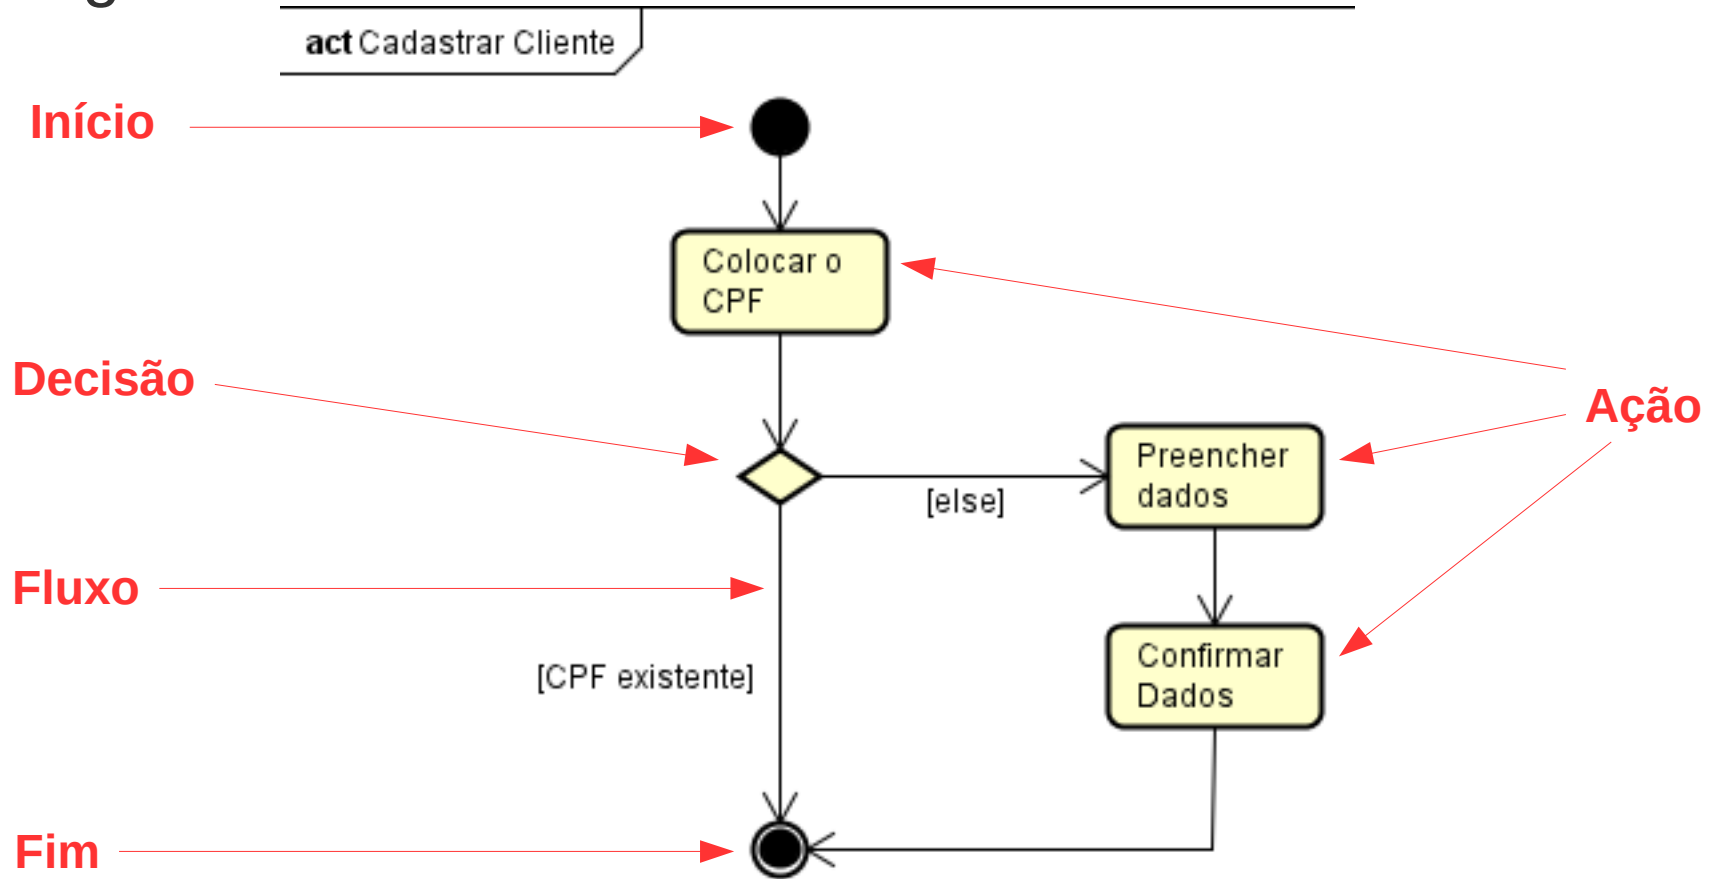 act Cadastrar Cliente
Início
Colocar o
CPF
Decisão
Ação
Preencher
dados
[else]
Fluxo
[CPF existente]
Confirmar
Dados
Fim